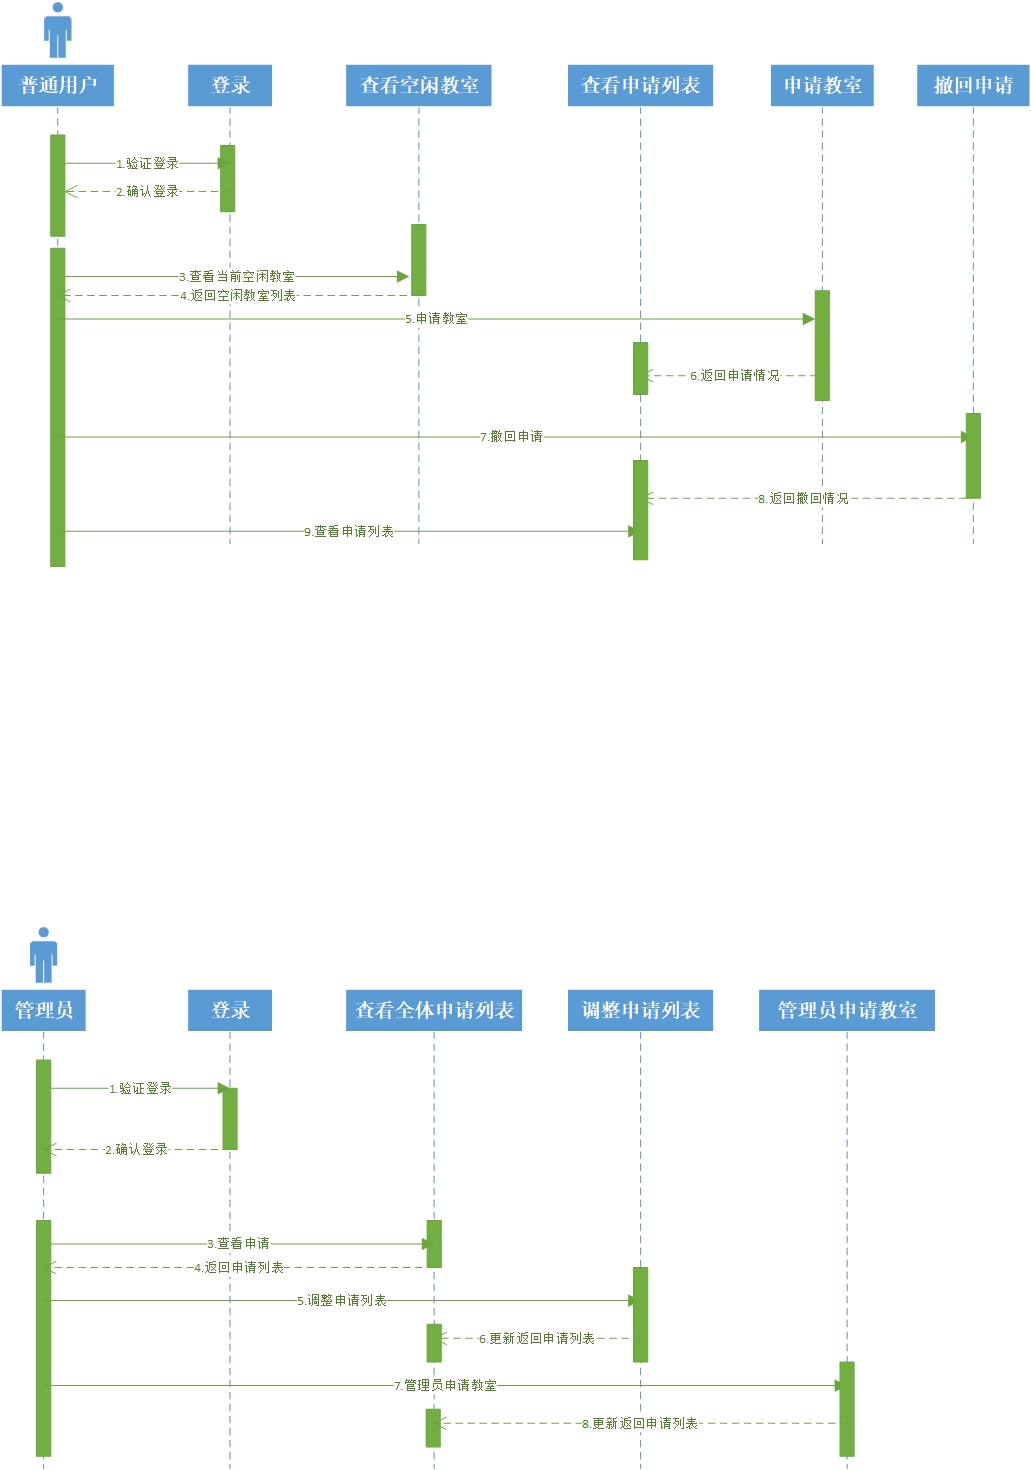 普通用户
登录
查看空闲教室
查看申请列表
申请教室
撤回申请
1.验证登录
2.确认登录
3.查看当前空闲教室
4.返回空闲教室列表
5.申请教室
6.返回申请情况
7.撤回申请
8.返回撤回情况
9.查看申请列表
管理员
登录
查看全体申请列表
调整申请列表
管理员申请教室
1.验证登录
2.确认登录
3.查看申请
4.返回申请列表
5.调整申请列表
6.更新返回申请列表
7.管理员申请教室
8.更新返回申请列表